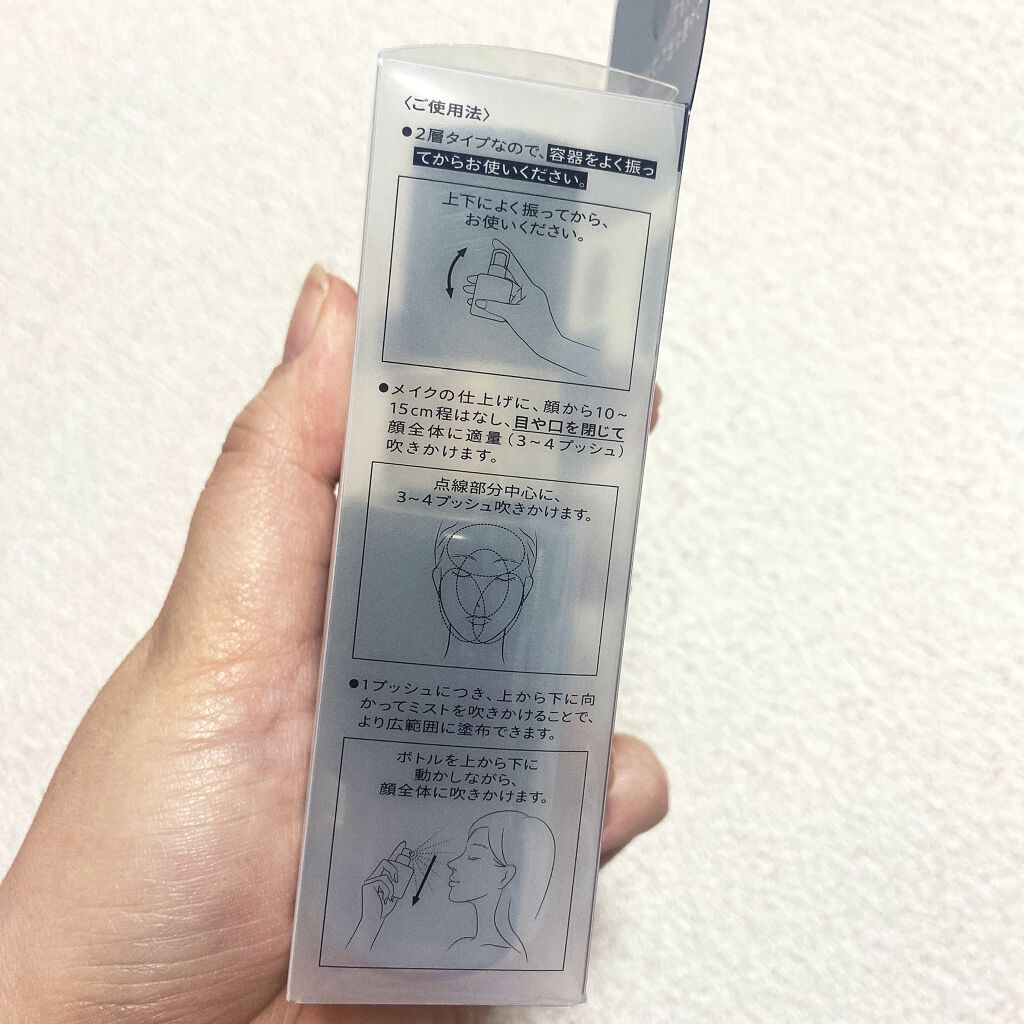 〈ご使用法〉
●2層タイプなので、容器をよく振っ
てからお使いください。
上下によく振ってから、
お使いください。
●メイクの仕上げに、顔から10～
15cm程はなし、目や口を閉じて
顔全体に適量（3～4プッシュ）
吹きかけます。
点線部分中心に、
3～4プッシュ吹きかけます。
●1プッシュにつき、上から下に向
かってミストを吹きかけることで、
より広範囲に塗布できます。
ボトルを上から下に
動かしながら、
顔全体に吹きかけます。